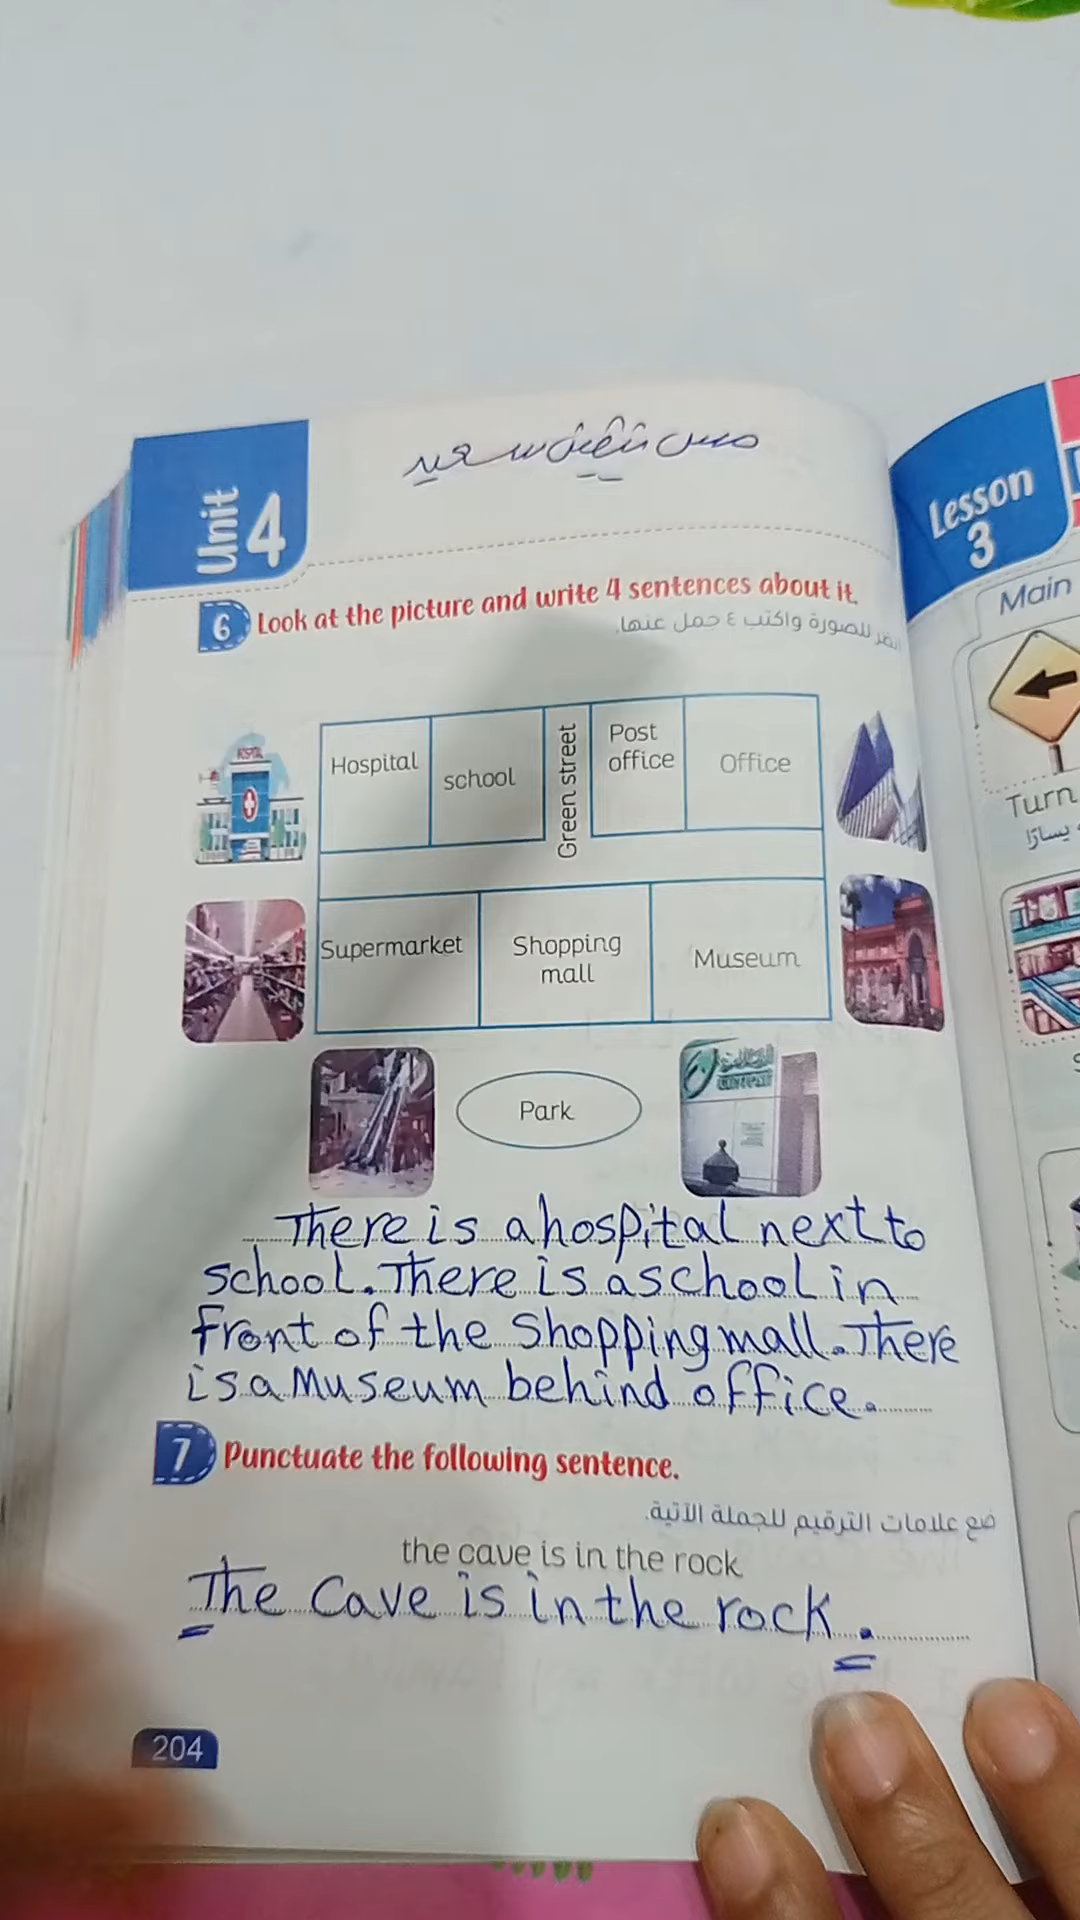 ميس شيفين سعيد
Unit 4
Lesson 3
Main
6 Look at the picture and write 4 sentences about it.
للصورة واكتب ٤ جمل عنها.
HOSPITAL
Hospital
school
Green street
Post office
Office
Turn
يسارًا
Supermarket
Shopping mall
Museum
Park
There is a hospital next to
school. There is a school in
front of the Shopping mall. There
is a Museum behind office.
7 Punctuate the following sentence.
ضع علامات الترقيم للجملة الآتية.
the cave is in the rock
The Cave is in the rock.
204